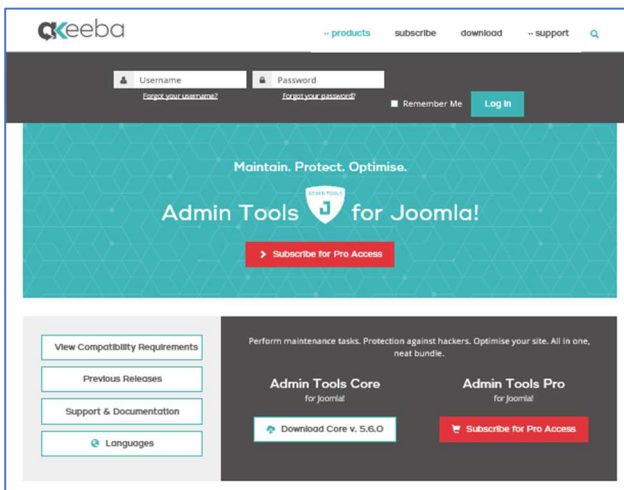 akeeba
-- products subscribe download -- support
Username Password
Forgot your username? Forgot your password?
Remember Me Log In
Maintain. Protect. Optimise.
Admin Tools ADMIN TOOLS J for Joomla!
Subscribe for Pro Access
View Compatibility Requirements
Previous Releases
Support & Documentation
Languages
Perform maintenance tasks. Protection against hackers. Optimise your site. All in one,
neat bundle.
Admin Tools Core
for Joomla!
Download Core v. 5.6.0
Admin Tools Pro
for Joomla!
Subscribe for Pro Access